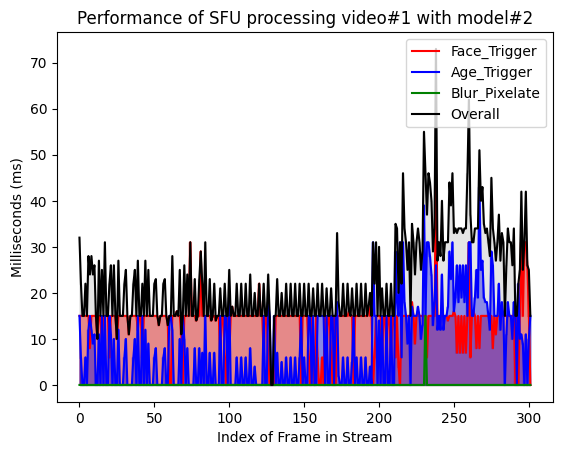 Performance of SFU processing video#1 with model#2
Face_Trigger
Age_Trigger
Blur_Pixelate
Overall
70
60
50
40
30
20
10
0
Milliseconds (ms)
0 50 100 150 200 250 300
Index of Frame in Stream